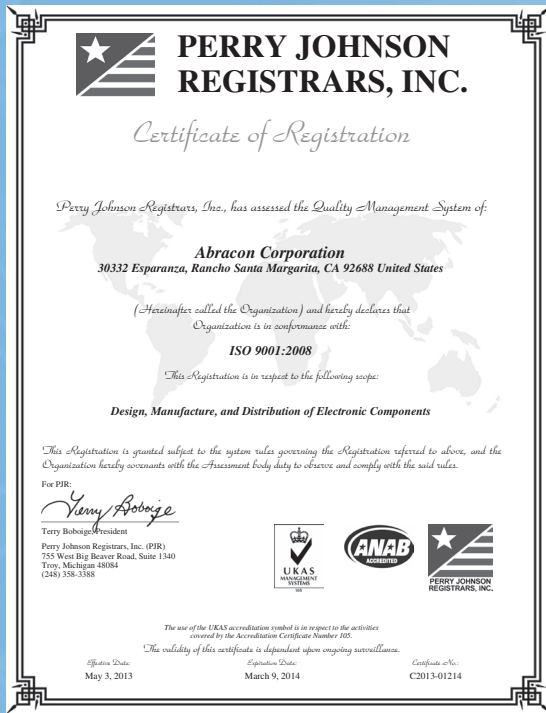 PERRY JOHNSON
REGISTRARS, INC.
Certificate of Registration
Perry Johnson Registrars, Inc., has assessed the Quality Management System of:
Abracon Corporation
30332 Esparanza, Rancho Santa Margarita, CA 92688 United States
(Hereinafter called the Organization) and hereby declares that
Organization is in conformance with:
ISO 9001:2008
This Registration is in respect to the following scope:
Design, Manufacture, and Distribution of Electronic Components
This Registration is granted subject to the system rules governing the Registration referred to above, and the
Organization hereby covenants with the Assessment body duty to observe and comply with the said rules.
For PJR:
Terry Boboige
Terry Boboige, President
Perry Johnson Registrars, Inc. (PJR)
755 West Big Beaver Road, Suite 1340
Troy, Michigan 48084
(248) 358-3388
UKAS
MANAGEMENT
SYSTEMS
105
ANAB
ACCREDITED
PERRY JOHNSON
REGISTRARS, INC.
The use of the UKAS accreditation symbol is in respect to the activities
covered by the Accreditation Certificate Number 105.
The validity of this certificate is dependent upon ongoing surveillance.
Effective Date: Expiration Date: Certificate No.:
May 3, 2013 March 9, 2014 C2013-01214